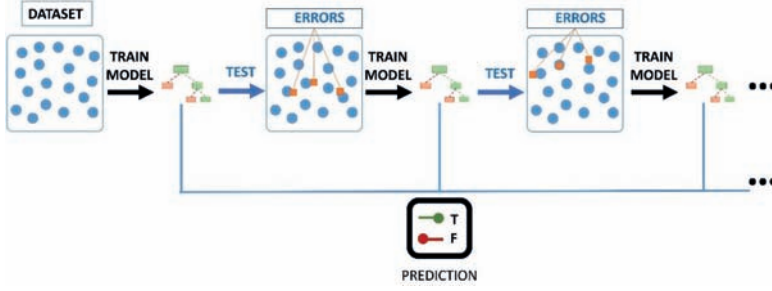 DATASET
ERRORS
ERRORS
TRAIN
MODEL
TEST
TRAIN
MODEL
TEST
TRAIN
MODEL
T
F
PREDICTION